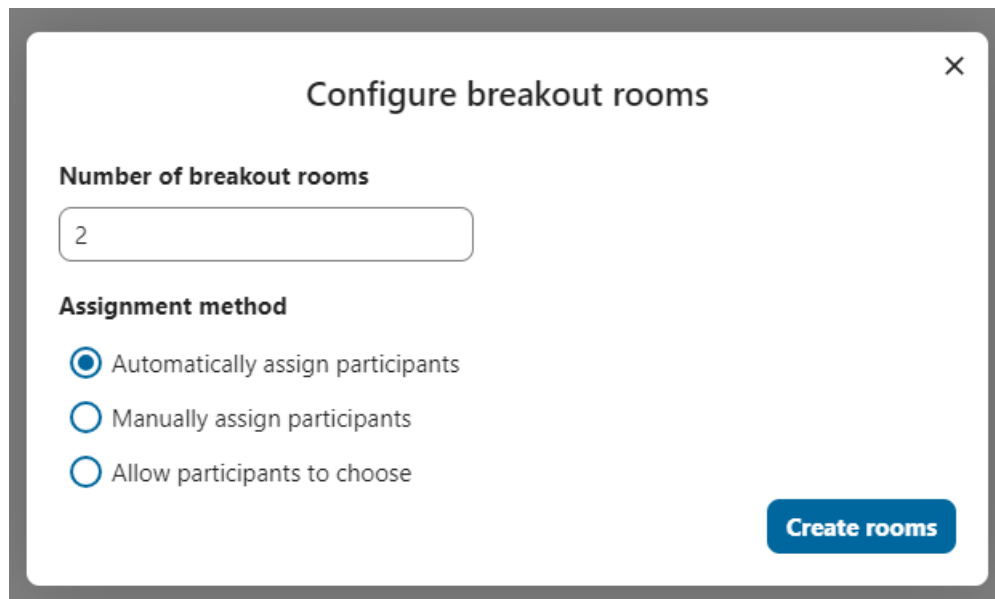 Configure breakout rooms
Number of breakout rooms
2
Assignment method
Automatically assign participants
Manually assign participants
Allow participants to choose
Create rooms